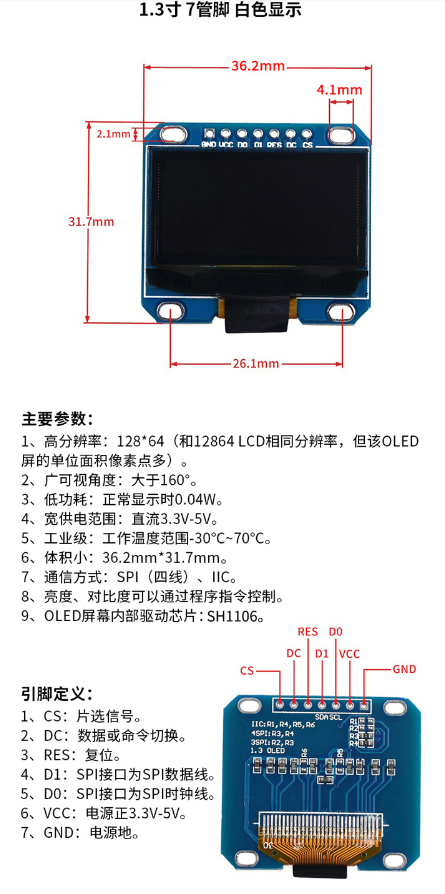 1.3寸 7管脚 白色显示
36.2mm
4.1mm
2.1mm
GND VCC D0 D1 RES DC CS
31.7mm
26.1mm
主要参数：
1、高分辨率：128*64（和12864 LCD相同分辨率，但该OLED
屏的单位面积像素点多）。
2、广可视角度：大于160°。
3、低功耗：正常显示时0.04W。
4、宽供电范围：直流3.3V-5V。
5、工业级：工作温度范围-30℃~70℃。
6、体积小：36.2mm*31.7mm。
7、通信方式：SPI（四线）、IIC。
8、亮度、对比度可以通过程序指令控制。
9、OLED屏幕内部驱动芯片：SH1106。
RES D0
DC D1 VCC
CS GND
引脚定义：
1、CS：片选信号。
2、DC：数据或命令切换。
3、RES：复位。
4、D1：SPI接口为SPI数据线。
5、D0：SPI接口为SPI时钟线。
6、VCC：电源正3.3V-5V。
7、GND：电源地。
SDA SCL
IIC:R1,R4,R5,R6
4SPI:R3,R4
3SPI:R2,R3
1.3 OLED
R1
R2
R3
R4
R6
R5